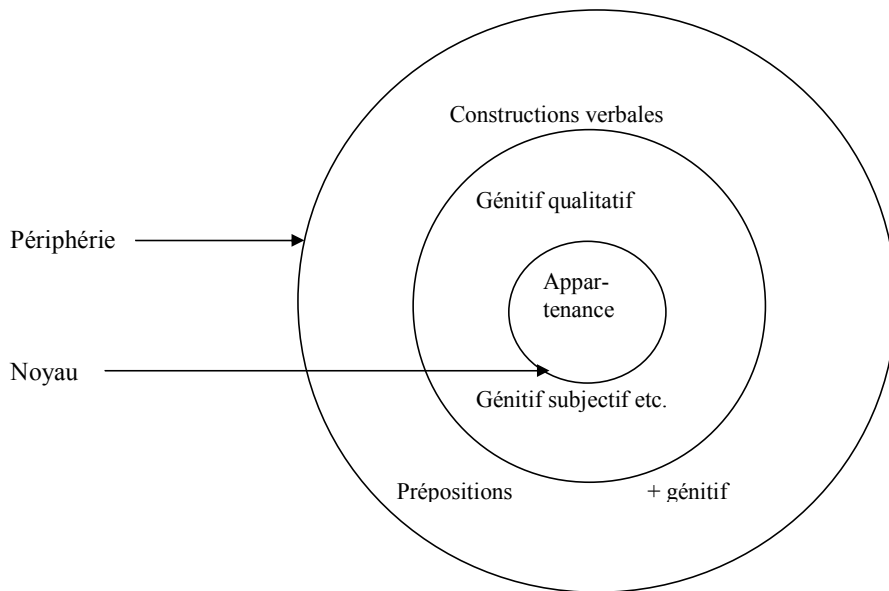 Constructions verbales
Génitif qualitatif
Périphérie
Appar-
tenance
Noyau
Génitif subjectif etc.
Prépositions + génitif